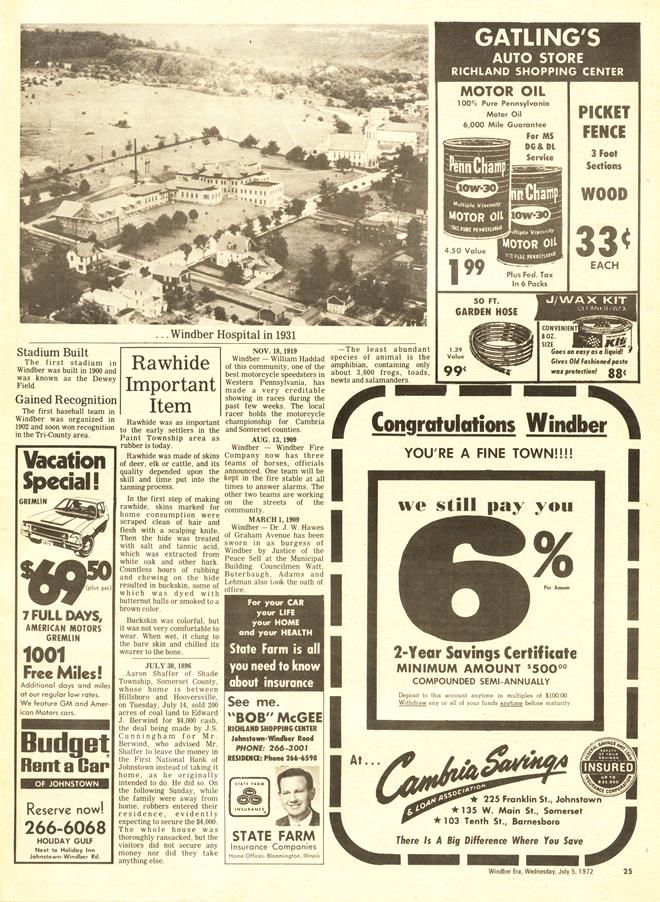 . . .Windber Hospital in 1931
Stadium Built
The first stadium in
Windber was built in 1900 and
was known as the Dewey
Field.
Gained Recognition
The first baseball team in
Windber was organized in
1902 and soon won recognition
in the Tri-County area.
Vacation
Special!
GREMLIN
$69.50
(plus gas)
7 FULL DAYS,
AMERICAN MOTORS
GREMLIN
1001
Free Miles!
Additional days and miles
at our regular low rates.
We feature GM and Amer-
ican Motors cars.
Budget
Rent a Car
OF JOHNSTOWN
Reserve now!
266-6068
HOLIDAY GULF
Next to Holiday Inn
Johnstown-Windber Rd.
Rawhide
Important
Item
Rawhide was as important
to the early settlers in the
Paint Township area as
rubber is today.
Rawhide was made of skins
of deer, elk or cattle, and its
quality depended upon the
skill and time put into the
tanning process.
In the first step of making
rawhide, skins marked for
home consumption were
scraped clean of hair and
flesh with a scalping knife.
Then the hide was treated
with salt and tannic acid,
which was extracted from
white oak and other bark.
Countless hours of rubbing
and chewing on the hide
resulted in buckskin, some of
which was dyed with
butternut hulls or smoked to a
brown color.
Buckskin was colorful, but
it was not very comfortable to
wear. When wet, it clung to
the bare skin and chilled its
wearer to the bone.
JULY 30, 1896
Aaron Shaffer of Shade
Township, Somerset County,
whose home is between
Hillsboro and Hooversville,
on Tuesday, July 14, sold 200
acres of coal land to Edward
J. Berwind for $4,000 cash,
the deal being made by J.S.
Cunningham for Mr.
Berwind, who advised Mr.
Shaffer to leave the money in
the First National Bank of
Johnstown instead of taking it
home, as he originally
intended to do. He did so. On
the following Sunday, while
the family were away from
home, robbers entered their
residence, evidently
expecting to secure the $4,000.
The whole house was
thoroughly ransacked, but the
visitors did not secure any
money nor did they take
anything else.
NOV. 18, 1919
Windber — William Haddad
of this community, one of the
best motorcycle speedsters in
Western Pennsylvania, has
made a very creditable
showing in races during the
past few weeks. The local
racer holds the motorcycle
championship for Cambria
and Somerset counties.
AUG. 13, 1909
Windber — Windber Fire
Company now has three
teams of horses, officials
announced. One team will be
kept in the fire stable at all
times to answer alarms. The
other two teams are working
on the streets of the
community.
MARCH 1, 1909
Windber — Dr. J. W. Hawes
of Graham Avenue has been
sworn in as burgess of
Windber by Justice of the
Peace Sell at the Municipal
Building. Councilmen Watt,
Buterbaugh, Adams and
Lehman also took the oath of
office.
For your CAR
your LIFE
your HOME
and your HEALTH
State Farm is all
you need to know
about insurance
See me.
"BOB" McGEE
RICHLAND SHOPPING CENTER
Johnstown-Windber Road
PHONE: 266-3001
RESIDENCE: Phone 266-6598
STATE FARM
INSURANCE
STATE FARM
Insurance Companies
Home Offices: Bloomington, Illinois
—The least abundant
species of animal is the
amphibian, containing only
about 3,000 frogs, toads,
newts and salamanders.
GATLING'S
AUTO STORE
RICHLAND SHOPPING CENTER
MOTOR OIL
100% Pure Pennsylvania
Motor Oil
6,000 Mile Guarantee
For MS
DG & DL
Service
Penn Champ
10w-30
Multiple Viscosity
MOTOR OIL
nn Champ
10w-30
Multiple Viscosity
MOTOR OIL
4.50 Value
1 99
Plus Fed. Tax
In 6 Packs
PICKET
FENCE
3 Foot
Sections
WOOD
33¢
EACH
50 FT.
GARDEN HOSE
1.39
Value
99¢
J/WAX KIT
CLEANER/WAX
CONVENIENT
8 OZ.
SIZE
Kit
Goes on easy as a liquid!
Gives Old Fashioned paste
wax protection! 88¢
Congratulations Windber
YOU'RE A FINE TOWN!!!!
we still pay you
6%
Per Annum
2-Year Savings Certificate
MINIMUM AMOUNT $500.00
COMPOUNDED SEMI-ANNUALLY
Deposit to this account anytime in multiples of $100.00.
Withdraw any or all of your funds anytime before maturity.
At...
Cambria Savings
& LOAN ASSOCIATION
★ 225 Franklin St., Johnstown
★ 135 W. Main St., Somerset
★ 103 Tenth St., Barnesboro
INSURED
There Is A Big Difference Where You Save
Windber Era, Wednesday, July 5, 1972 25